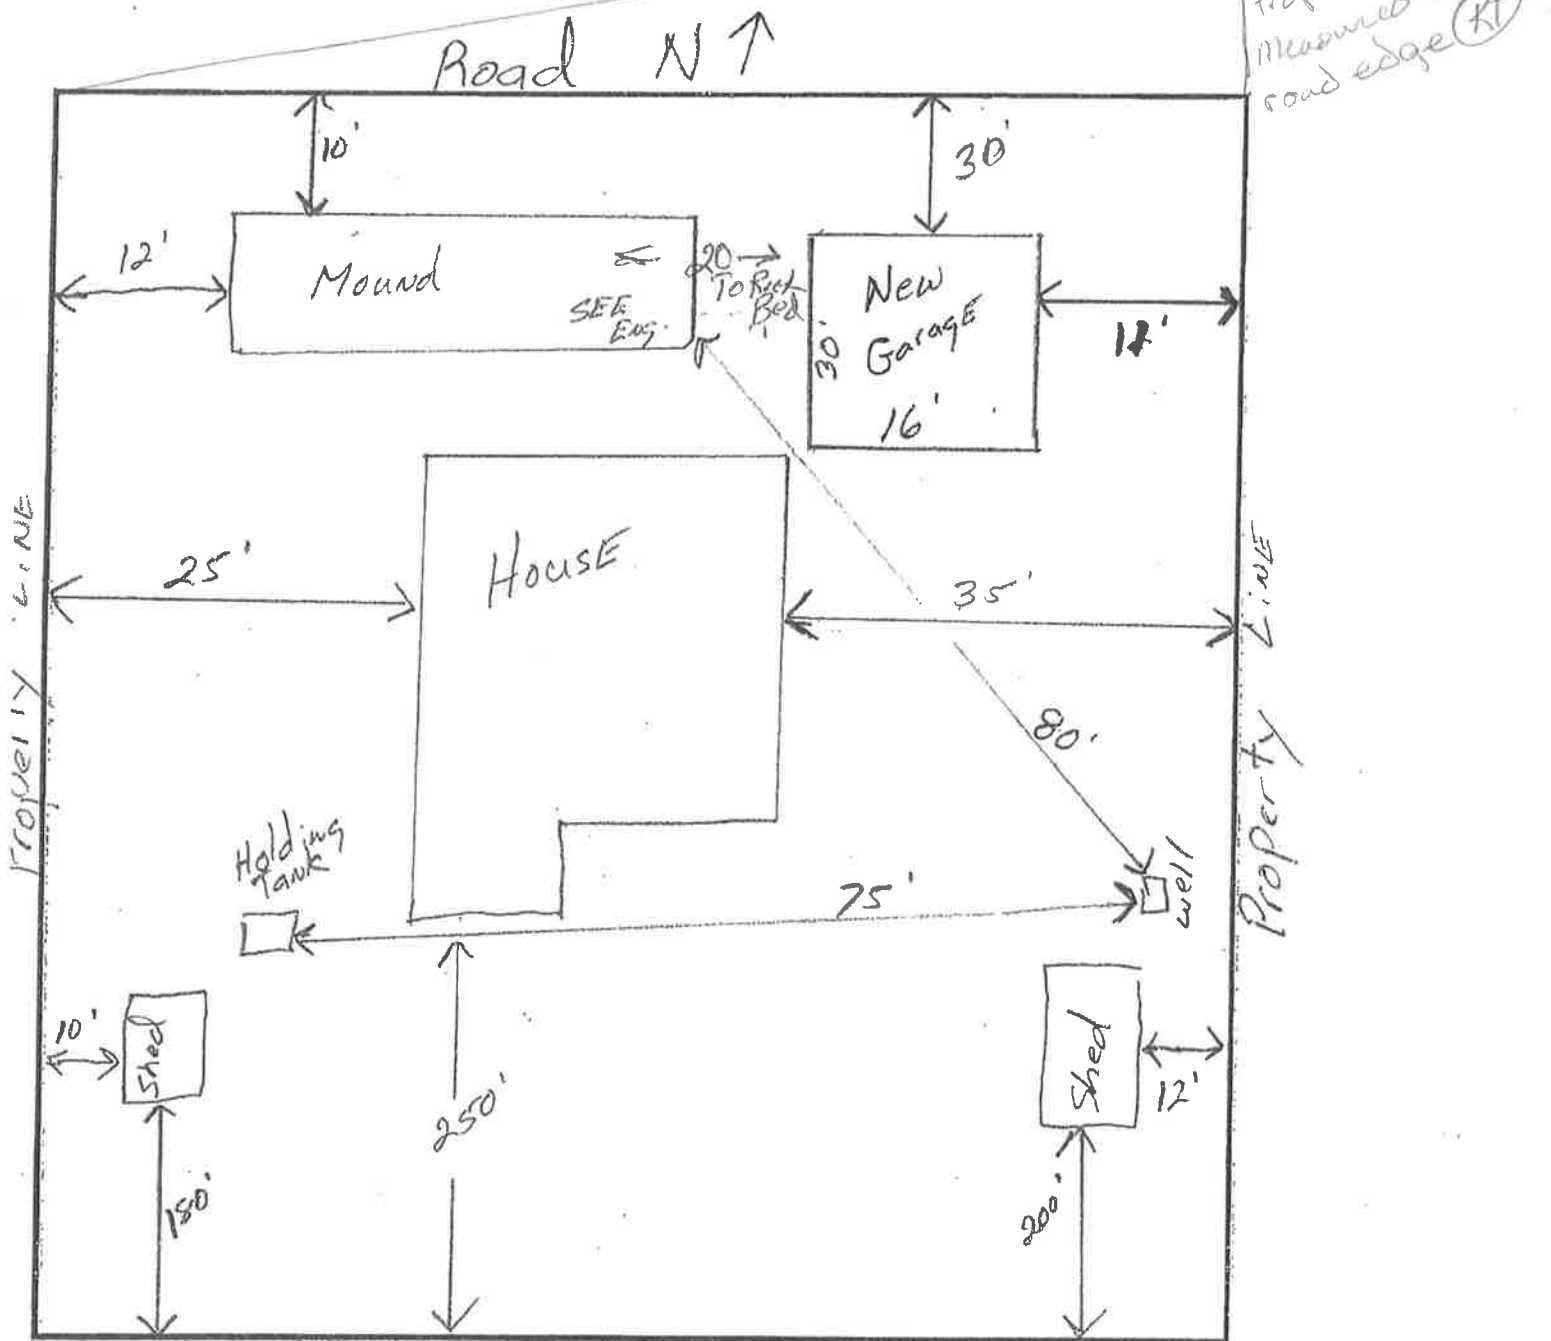 Measured
road edge KT
Road N ↑
10'
30'
12'
Mound
20
To Rock
Bed
SEE
ENG.
New
Garage
30'
16'
Property LINE
25'
HousE
35'
Property LINE
80'
Holding
Tank
75'
well
10'
Shed
250'
Shed
12'
180'
200'